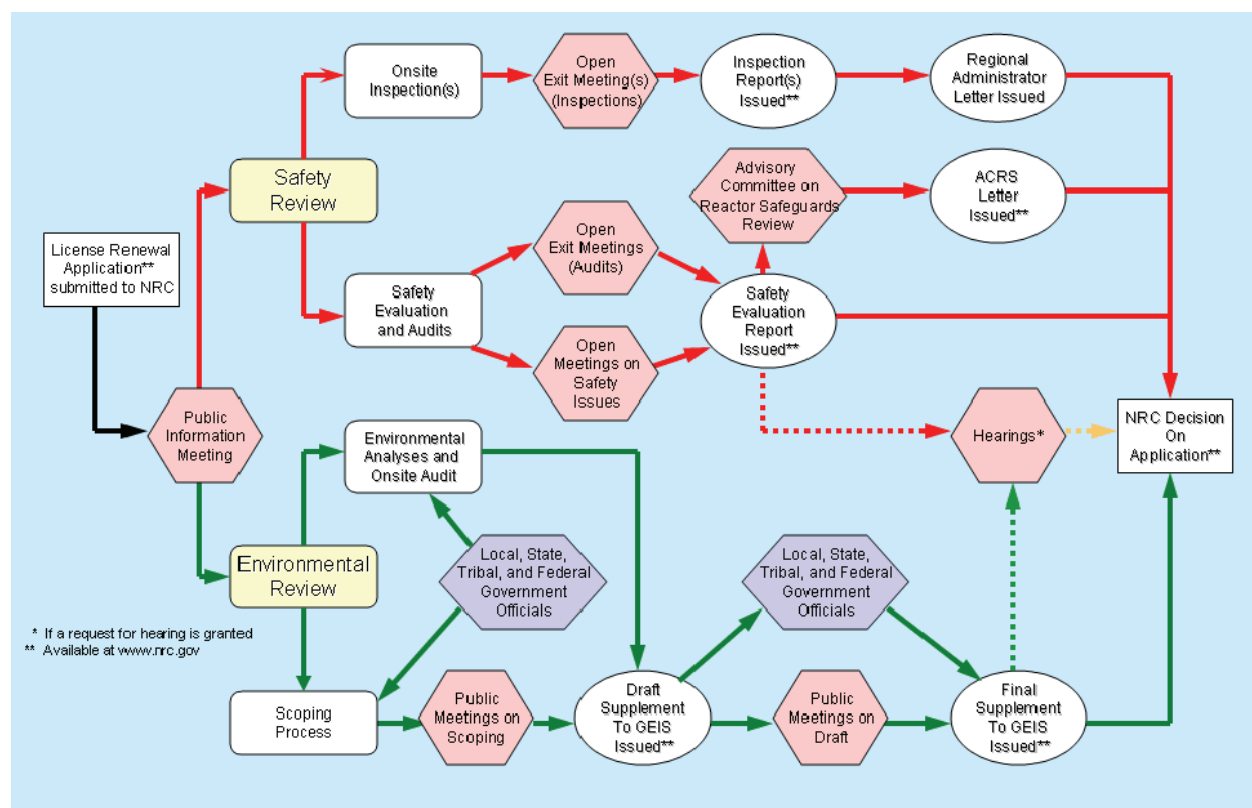 Onsite
Inspection(s)
Open
Exit Meeting(s)
(Inspections)
Inspection
Report(s)
Issued**
Regional
Administrator
Letter Issued
Safety
Review
Advisory
Committee on
Reactor Safeguards
Review
ACRS
Letter
Issued**
License Renewal
Application**
submitted to NRC
Open
Exit Meetings
(Audits)
Safety
Evaluation
and Audits
Safety
Evaluation
Report
Issued**
Open
Meetings on
Safety
Issues
Public
Information
Meeting
Hearings*
NRC Decision
On
Application**
Environmental
Analyses and
Onsite Audit
Environmental
Review
Local, State,
Tribal, and Federal
Government
Officials
Local, State,
Tribal, and Federal
Government
Officials
* If a request for hearing is granted
** Available at www.nrc.gov
Scoping
Process
Public
Meetings on
Scoping
Draft
Supplement
To GEIS
Issued**
Public
Meetings on
Draft
Final
Supplement
To GEIS
Issued**